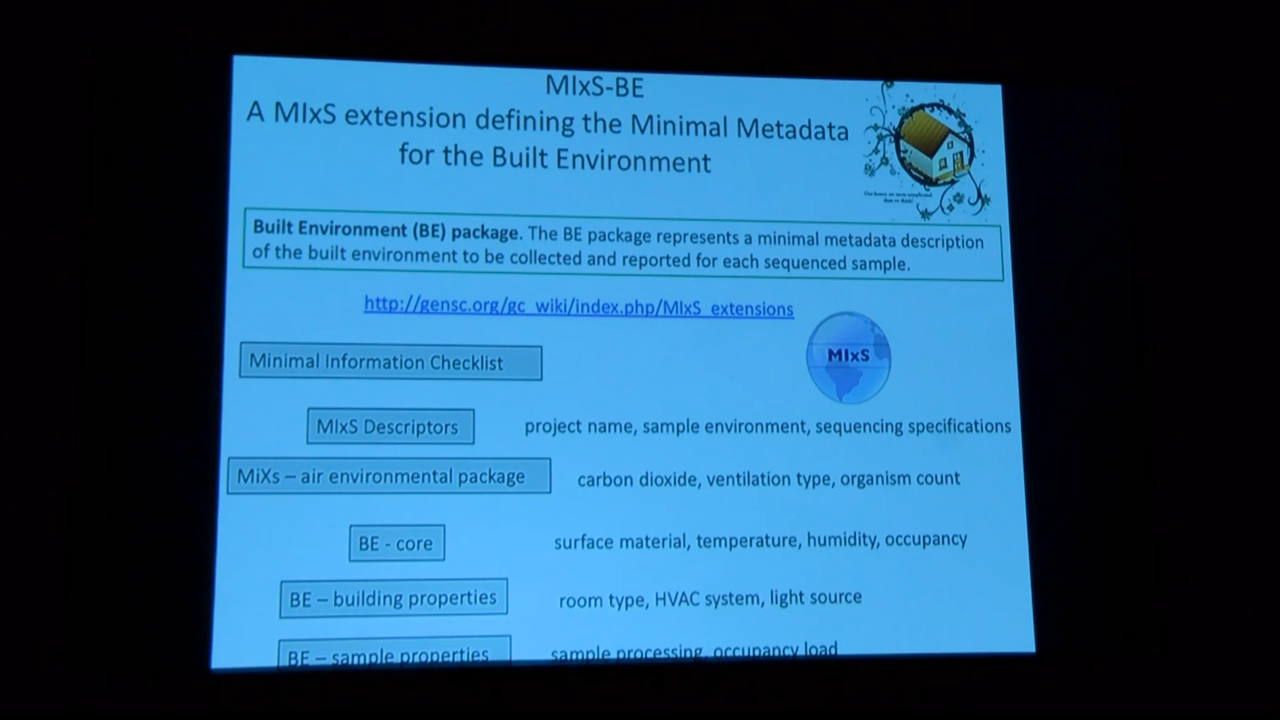 MIxS-BE
A MIxS extension defining the Minimal Metadata
for the Built Environment
Built Environment (BE) package. The BE package represents a minimal metadata description
of the built environment to be collected and reported for each sequenced sample.
http://gensc.org/gc_wiki/index.php/MIxS_extensions
MIxS
Minimal Information Checklist
MIxS Descriptors project name, sample environment, sequencing specifications
MiXs – air environmental package carbon dioxide, ventilation type, organism count
BE - core surface material, temperature, humidity, occupancy
BE – building properties room type, HVAC system, light source
BE – sample properties sample processing, occupancy load